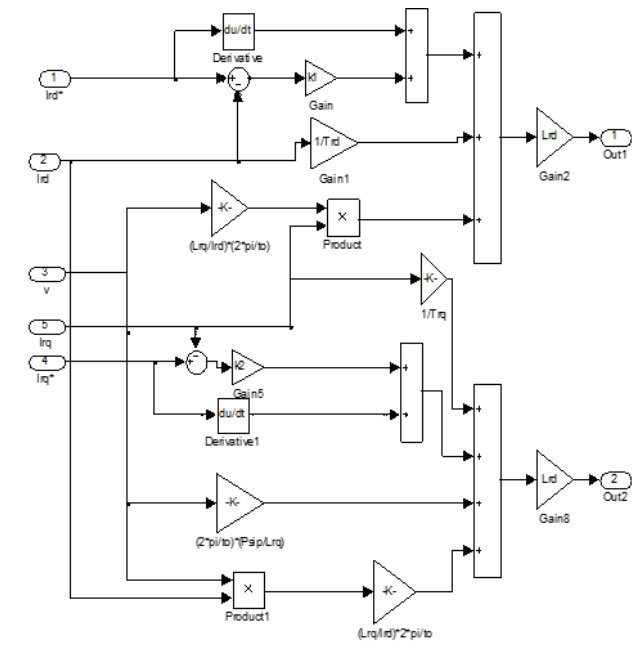 du/dt
Derivative
1
Ird*
k1
Gain
2
Ird
1/Trd
Gain1
Lrd
Gain2
1
Out1
-K-
(Lrq/Ird)*(2*pi/to)
×
Product
3
v
-K-
1/Trq
5
Irq
4
Irq*
k2
Gain5
du/dt
Derivative1
-K-
(2*pi/to)*(Psip/Lrq)
Lrd
Gain8
2
Out2
×
Product1
-K-
(Lrq/Ird)*2*pi/to